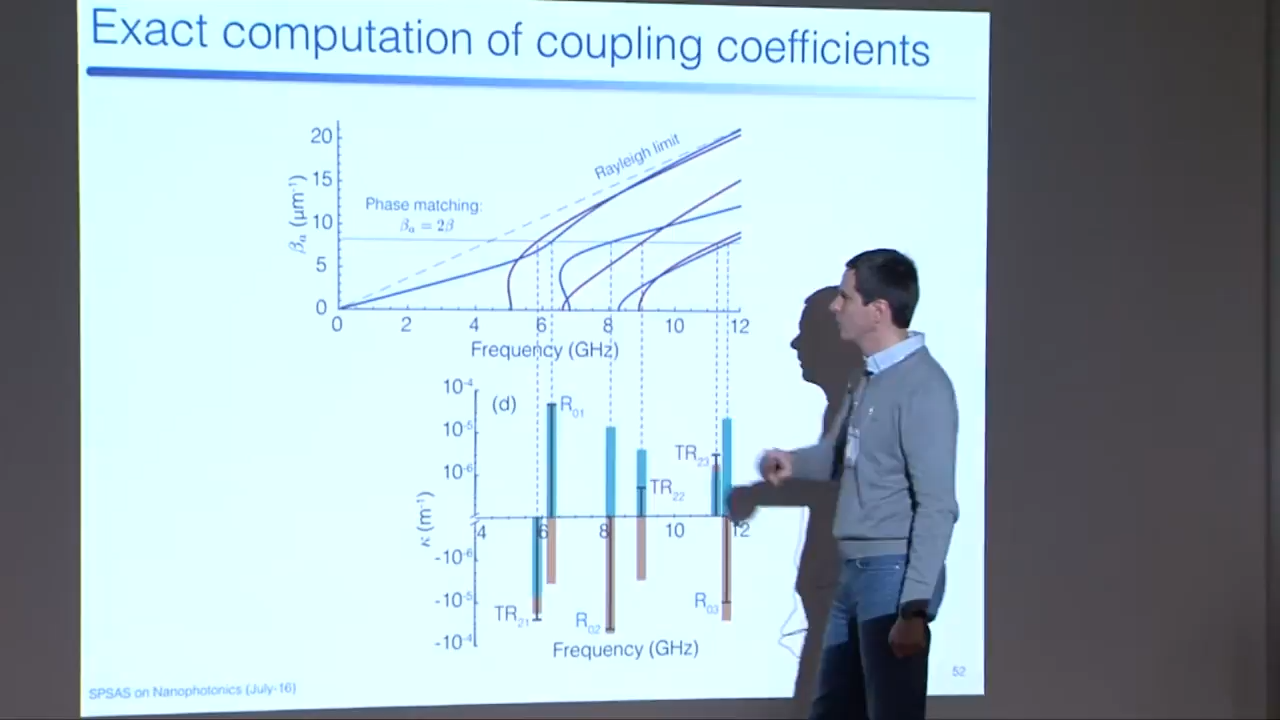 Exact computation of coupling coefficients
20
15
10
5
0
βₐ (μm⁻¹)
Rayleigh limit
Phase matching:
βₐ = 2β
0 2 4 6 8 10 12
Frequency (GHz)
10⁻⁴
10⁻⁵
10⁻⁶
-10⁻⁶
-10⁻⁵
-10⁻⁴
κ (m⁻¹)
(d)
R₀₁
TR₂₃
TR₂₂
4 6 8 10 12
TR₂₁
R₀₂
R₀₃
Frequency (GHz)
SPSAS on Nanophotonics (July-16)
52